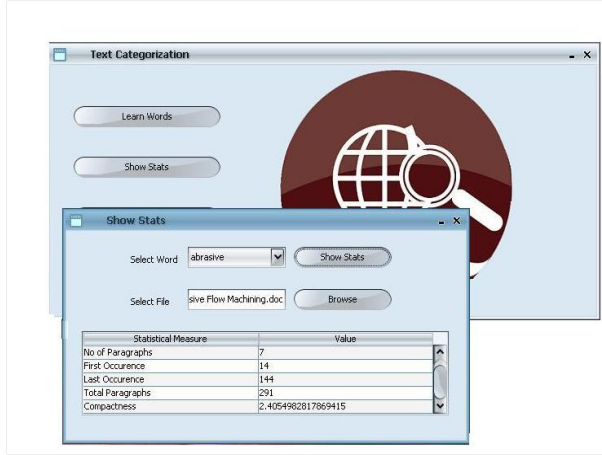 Text Categorization
Learn Words
Show Stats
Show Stats
Select Word abrasive Show Stats
Select File sive Flow Machining.doc Browse
Statistical Measure Value
No of Paragraphs 7
First Occurence 14
Last Occurence 144
Total Paragraphs 291
Compactness 2.4054982817869415